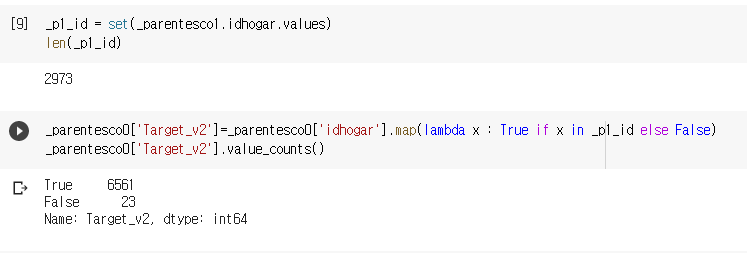 [9] _p1_id = set(_parentesco1.idhogar.values)
len(_p1_id)
2973
_parentesco0['Target_v2']=_parentesco0['idhogar'].map(lambda x : True if x in _p1_id else False)
_parentesco0['Target_v2'].value_counts()
True     6561
False      23
Name: Target_v2, dtype: int64